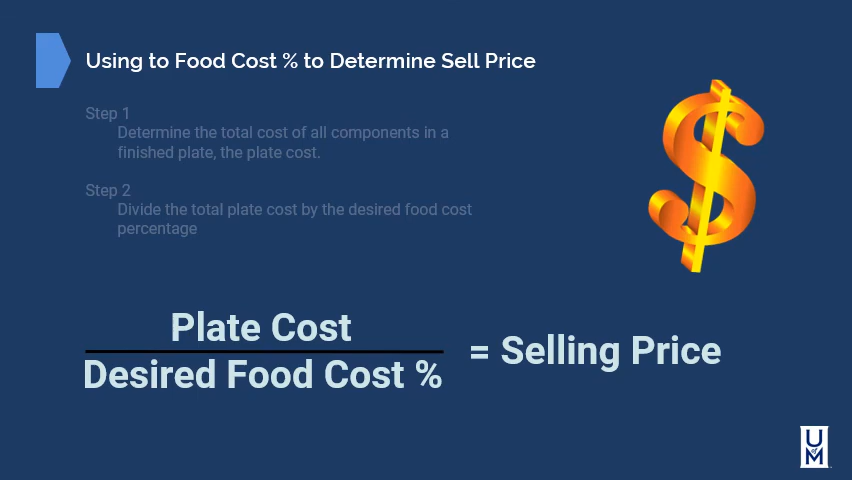 Using to Food Cost % to Determine Sell Price
Step 1
Determine the total cost of all components in a
finished plate, the plate cost.
Step 2
Divide the total plate cost by the desired food cost
percentage
Plate Cost
Desired Food Cost %
= Selling Price
U
of
M